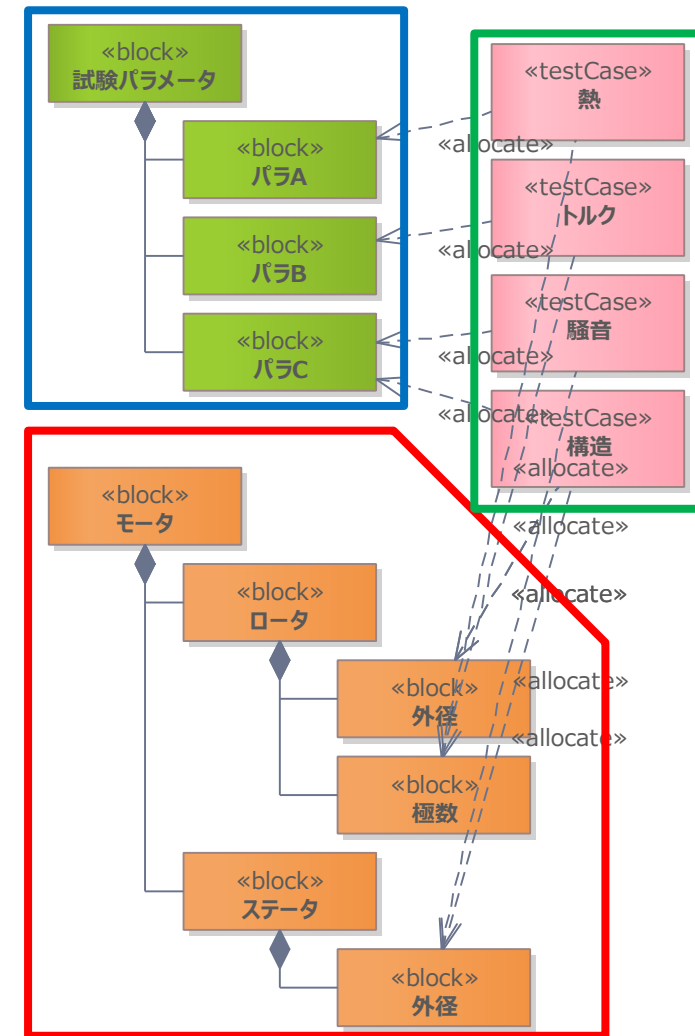 «block»
試験パラメータ
«block»
パラA
«block»
パラB
«block»
パラC
«testCase»
熱
«allocate»
«testCase»
トルク
«allocate»
«testCase»
騒音
«allocate»
«allocate»
«testCase»
構造
«allocate»
«allocate»
«allocate»
«allocate»
«allocate»
«block»
モータ
«block»
ロータ
«block»
外径
«block»
極数
«block»
ステータ
«block»
外径